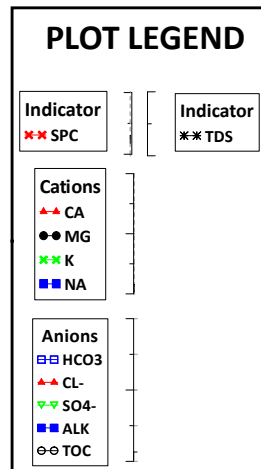 PLOT LEGEND
Indicator
SPC
Indicator
TDS
Cations
CA
MG
K
NA
Anions
HCO3
CL-
SO4-
ALK
TOC